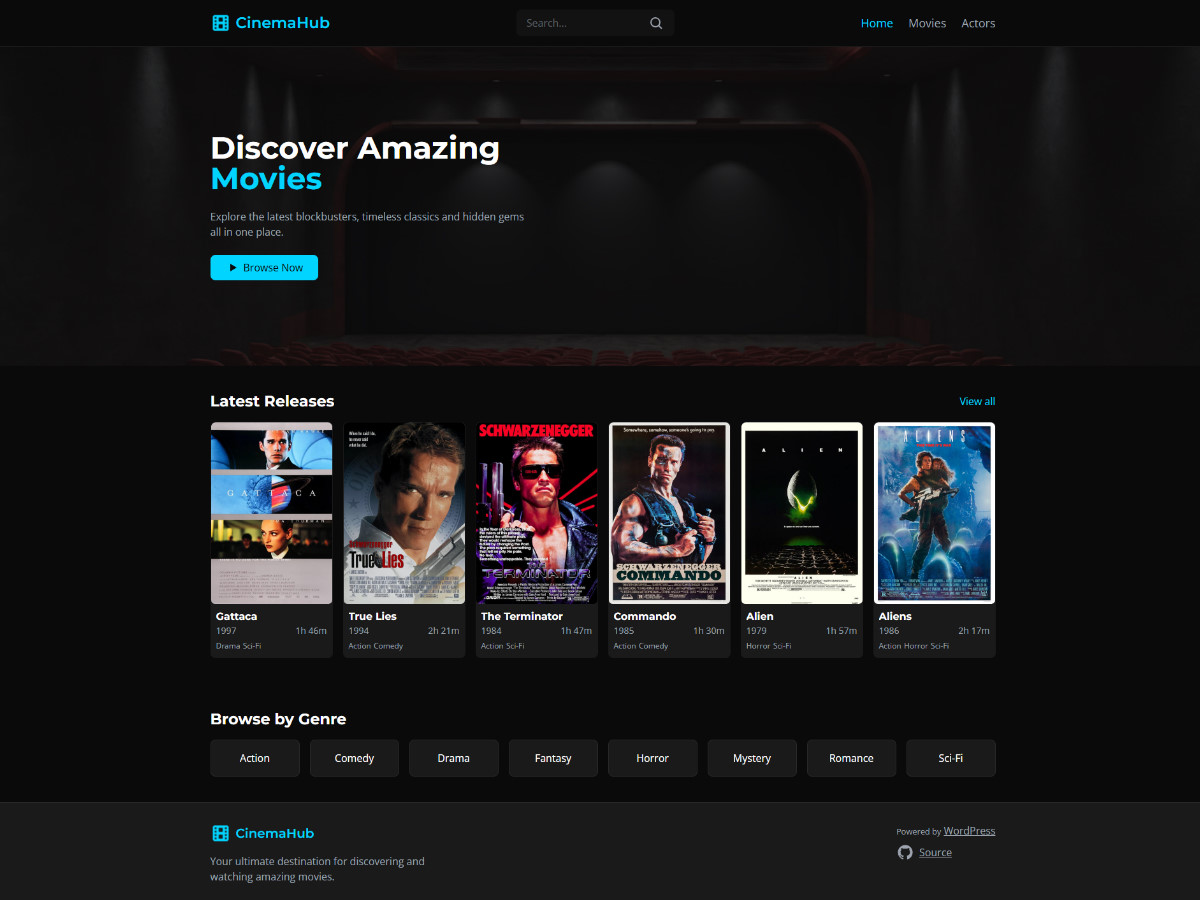 CinemaHub
Search...
Home Movies Actors
Discover Amazing
Movies
Explore the latest blockbusters, timeless classics and hidden gems
all in one place.
Browse Now
Latest Releases
View all
GATTACA
When he said I do,
he never said
what he did.
Schwarzenegger
True Lies
SCHWARZENEGGER
THE
TERMINATOR
Somewhere, somehow, someone's going to pay.
SCHWARZENEGGER
COMMANDO
ALIEN
ALIEN
ALIENS
Gattaca
1997 1h 46m
Drama Sci-Fi
True Lies
1994 2h 21m
Action Comedy
The Terminator
1984 1h 47m
Action Sci-Fi
Commando
1985 1h 30m
Action Comedy
Alien
1979 1h 57m
Horror Sci-Fi
Aliens
1986 2h 17m
Action Horror Sci-Fi
Browse by Genre
Action
Comedy
Drama
Fantasy
Horror
Mystery
Romance
Sci-Fi
CinemaHub
Your ultimate destination for discovering and
watching amazing movies.
Powered by WordPress
Source